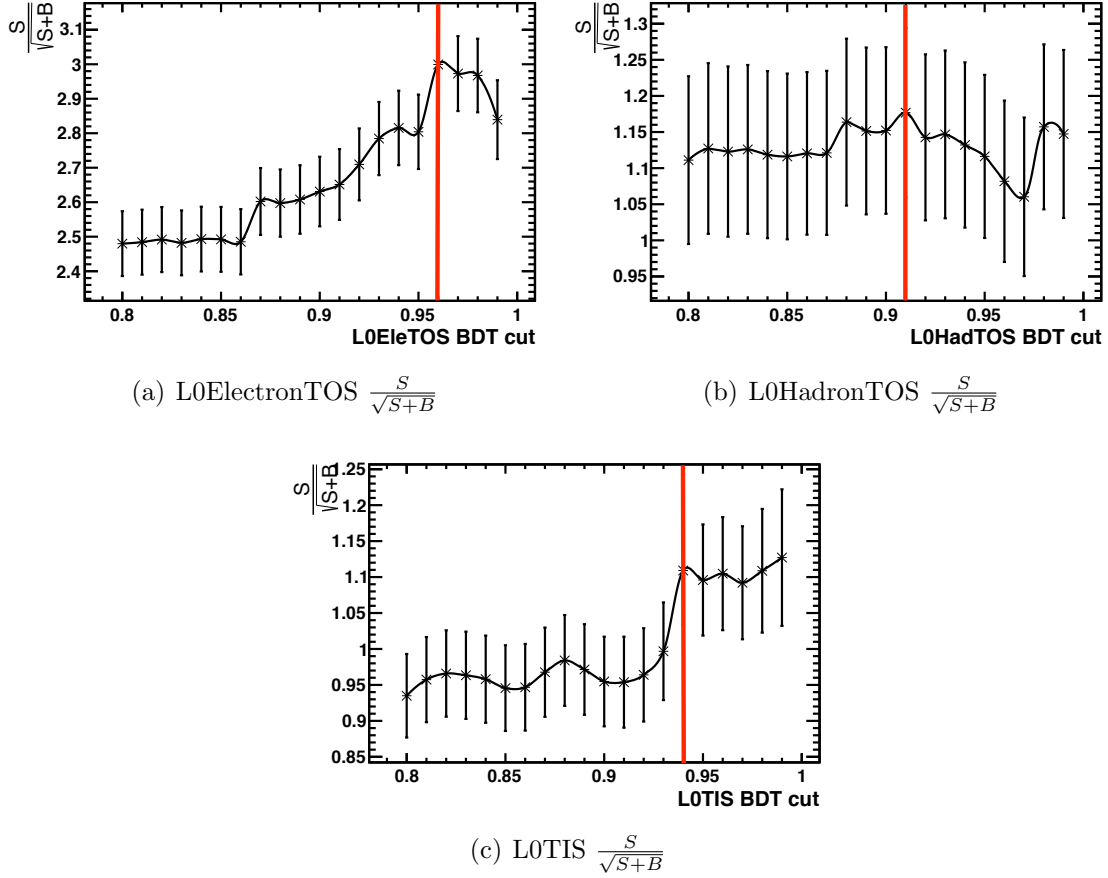 S/√S+B
3.1
3
2.9
2.8
2.7
2.6
2.5
2.4
0.8 0.85 0.9 0.95 1
L0EleTOS BDT cut
S/√S+B
1.3
1.25
1.2
1.15
1.1
1.05
1
0.95
0.8 0.85 0.9 0.95 1
L0HadTOS BDT cut
(a) L0ElectronTOS S/√S+B
(b) L0HadronTOS S/√S+B
S/√S+B
1.25
1.2
1.15
1.1
1.05
1
0.95
0.9
0.85
0.8 0.85 0.9 0.95 1
L0TIS BDT cut
(c) L0TIS S/√S+B